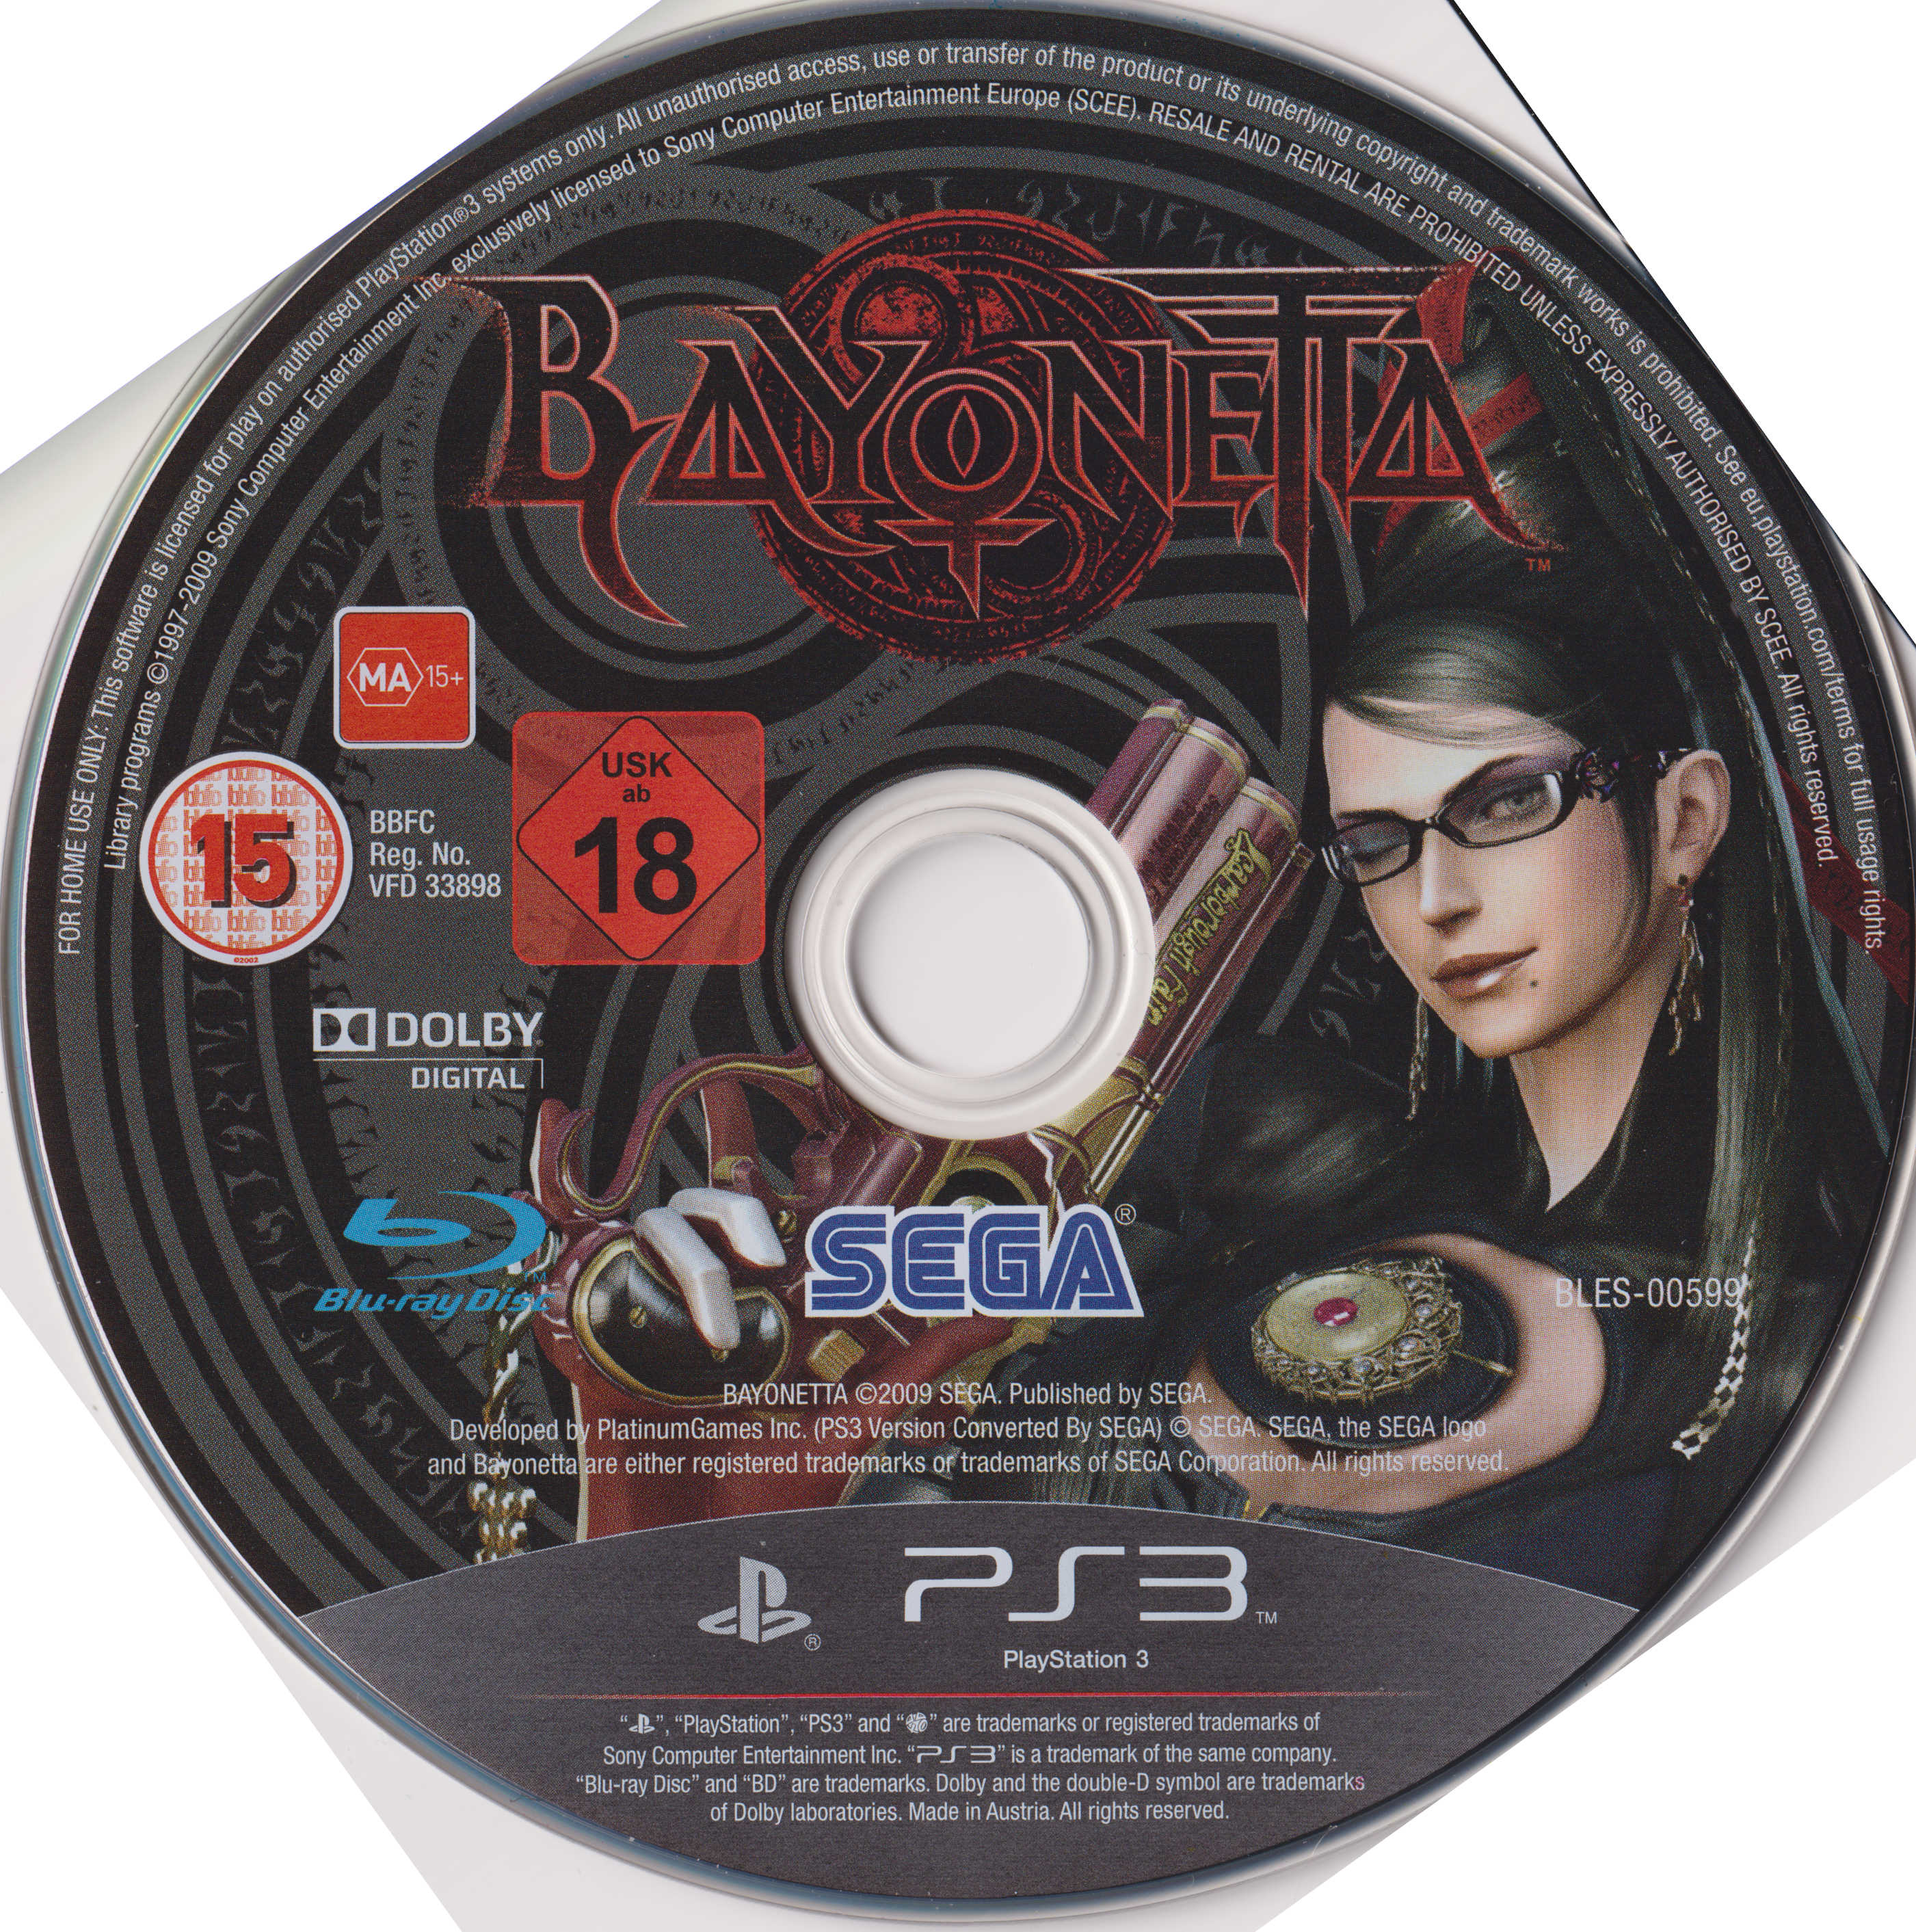 FOR HOME USE ONLY. This software is licensed for play on authorised PlayStation®3 systems only. All unauthorised access, use or transfer of the product or its underlying copyright and trademark works is prohibited. See eu.playstation.com/terms for full usage rights.
Library programs ©1997-2009 Sony Computer Entertainment Inc. exclusively licensed to Sony Computer Entertainment Europe (SCEE). RESALE AND RENTAL ARE PROHIBITED UNLESS EXPRESSLY AUTHORISED BY SCEE. All rights reserved.
BAYONETTA™
MA 15+
15
©2002
BBFC
Reg. No.
VFD 33898
USK
ab
18
Scarborough Fair
DOLBY
DIGITAL
Blu-ray Disc™
SEGA®
BLES-00599
BAYONETTA ©2009 SEGA. Published by SEGA.
Developed by PlatinumGames Inc. (PS3 Version Converted By SEGA) © SEGA. SEGA, the SEGA logo
and Bayonetta are either registered trademarks or trademarks of SEGA Corporation. All rights reserved.
® PS3™
PlayStation 3
“”, “PlayStation”, “PS3” and “” are trademarks or registered trademarks of
Sony Computer Entertainment Inc. “PS3” is a trademark of the same company.
“Blu-ray Disc” and “BD” are trademarks. Dolby and the double-D symbol are trademarks
of Dolby laboratories. Made in Austria. All rights reserved.